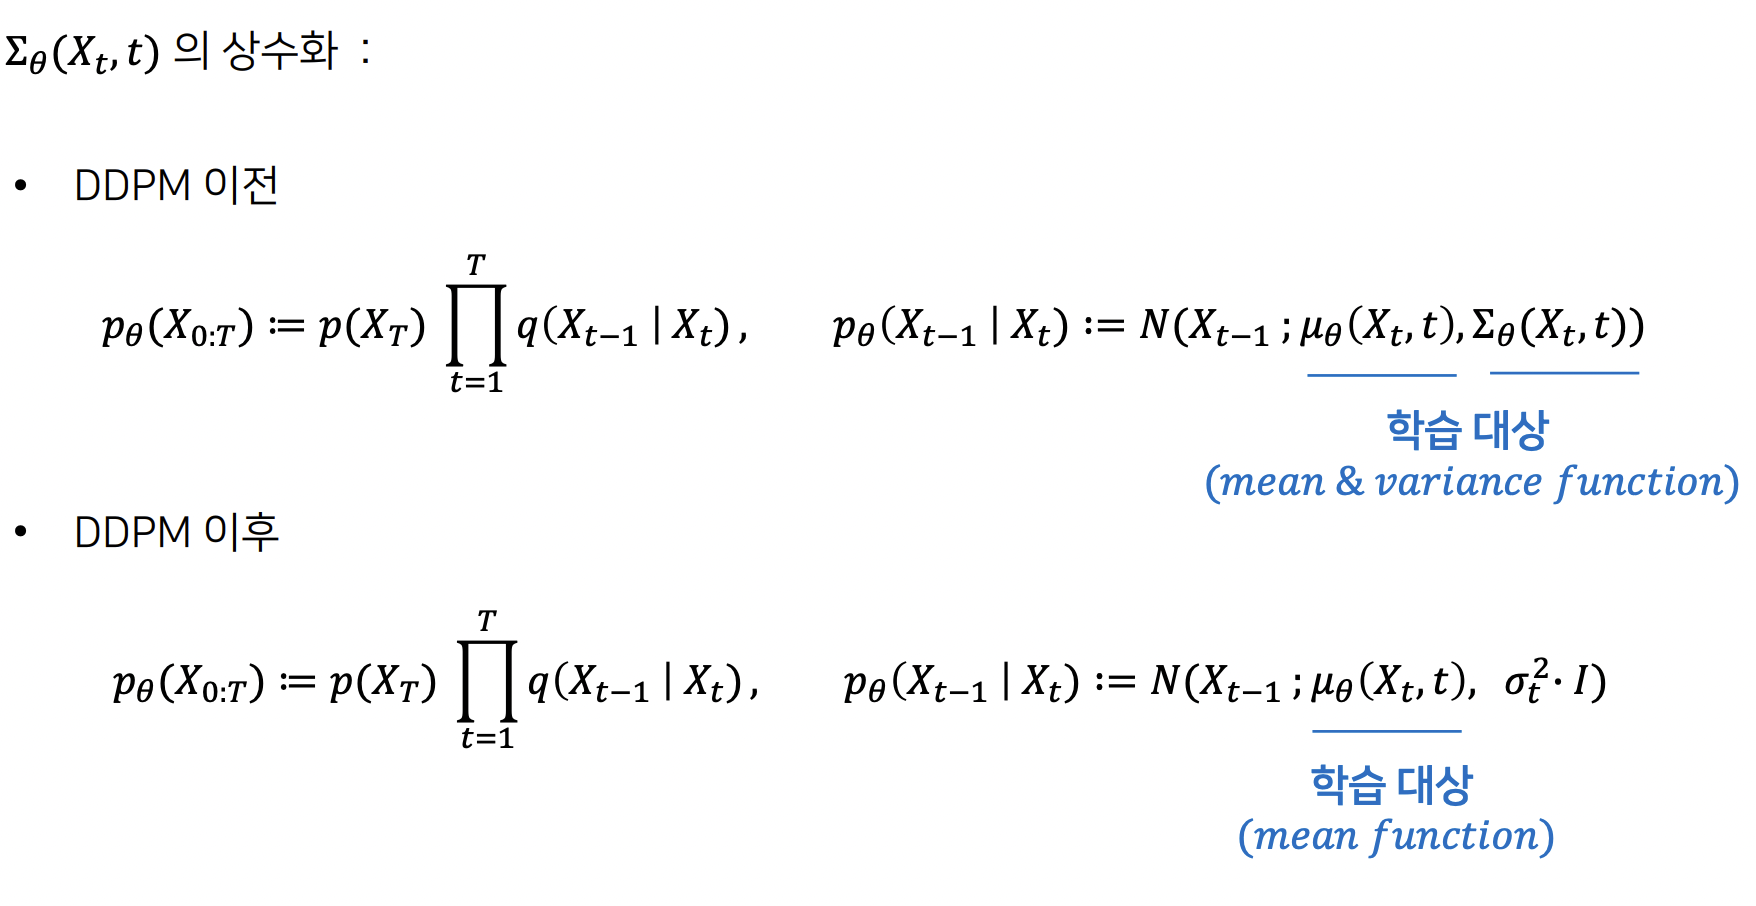 Σ_θ(X_t, t) 의 상수화 :
• DDPM 이전
p_θ(X_{0:T}) ≔ p(X_T) ∏_{t=1}^{T} q(X_{t−1} | X_t) , p_θ(X_{t−1} | X_t) := N(X_{t−1} ; μ_θ(X_t, t), Σ_θ(X_t, t))
학습 대상
(mean & variance function)
• DDPM 이후
p_θ(X_{0:T}) ≔ p(X_T) ∏_{t=1}^{T} q(X_{t−1} | X_t) , p_θ(X_{t−1} | X_t) := N(X_{t−1} ; μ_θ(X_t, t), σ_t^2 · I)
학습 대상
(mean function)